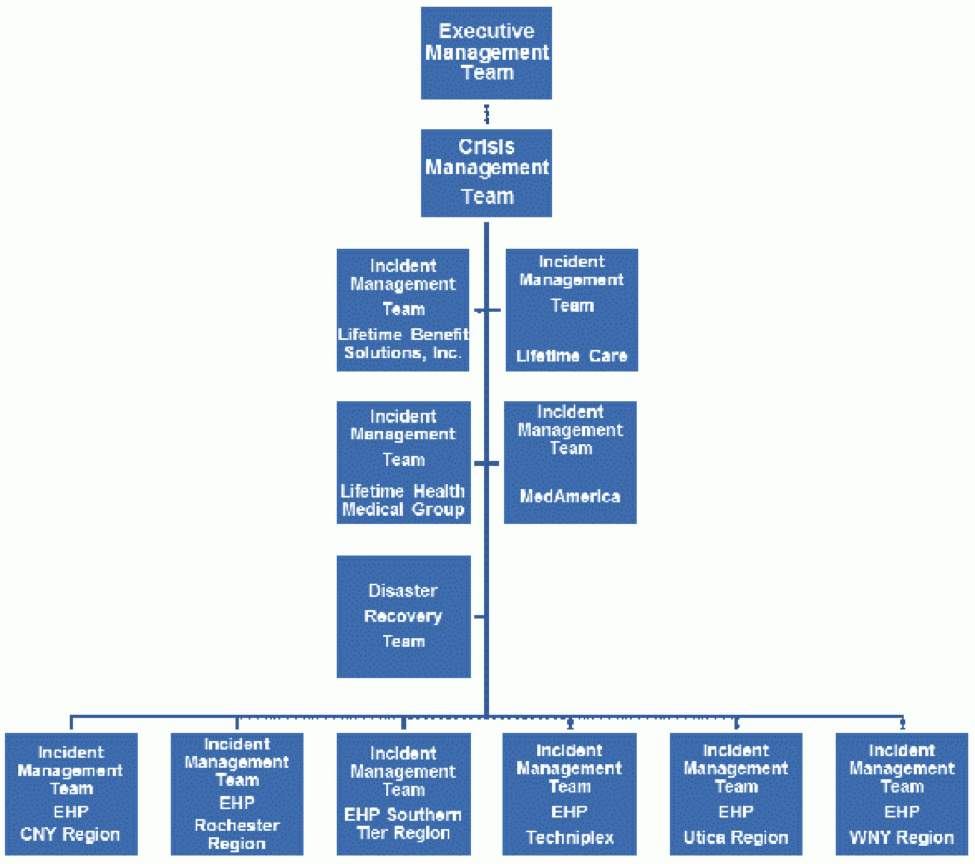 Executive
Management
Team
Crisis
Management
Team
Incident
Management
Team
Lifetime Benefit
Solutions, Inc.
Incident
Management
Team
Lifetime Care
Incident
Management
Team
Lifetime Health
Medical Group
Incident
Management
Team
MedAmerica
Disaster
Recovery
Team
Incident
Management
Team
EHP
CNY Region
Incident
Management
Team
EHP
Rochester
Region
Incident
Management
Team
EHP Southern
Tier Region
Incident
Management
Team
EHP
Techniplex
Incident
Management
Team
EHP
Utica Region
Incident
Management
Team
EHP
WNY Region